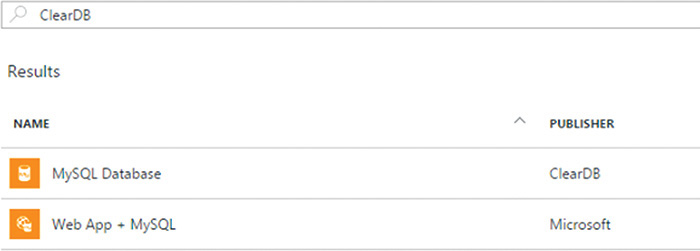 ClearDB
Results
NAME PUBLISHER
MySQL Database ClearDB
Web App + MySQL Microsoft